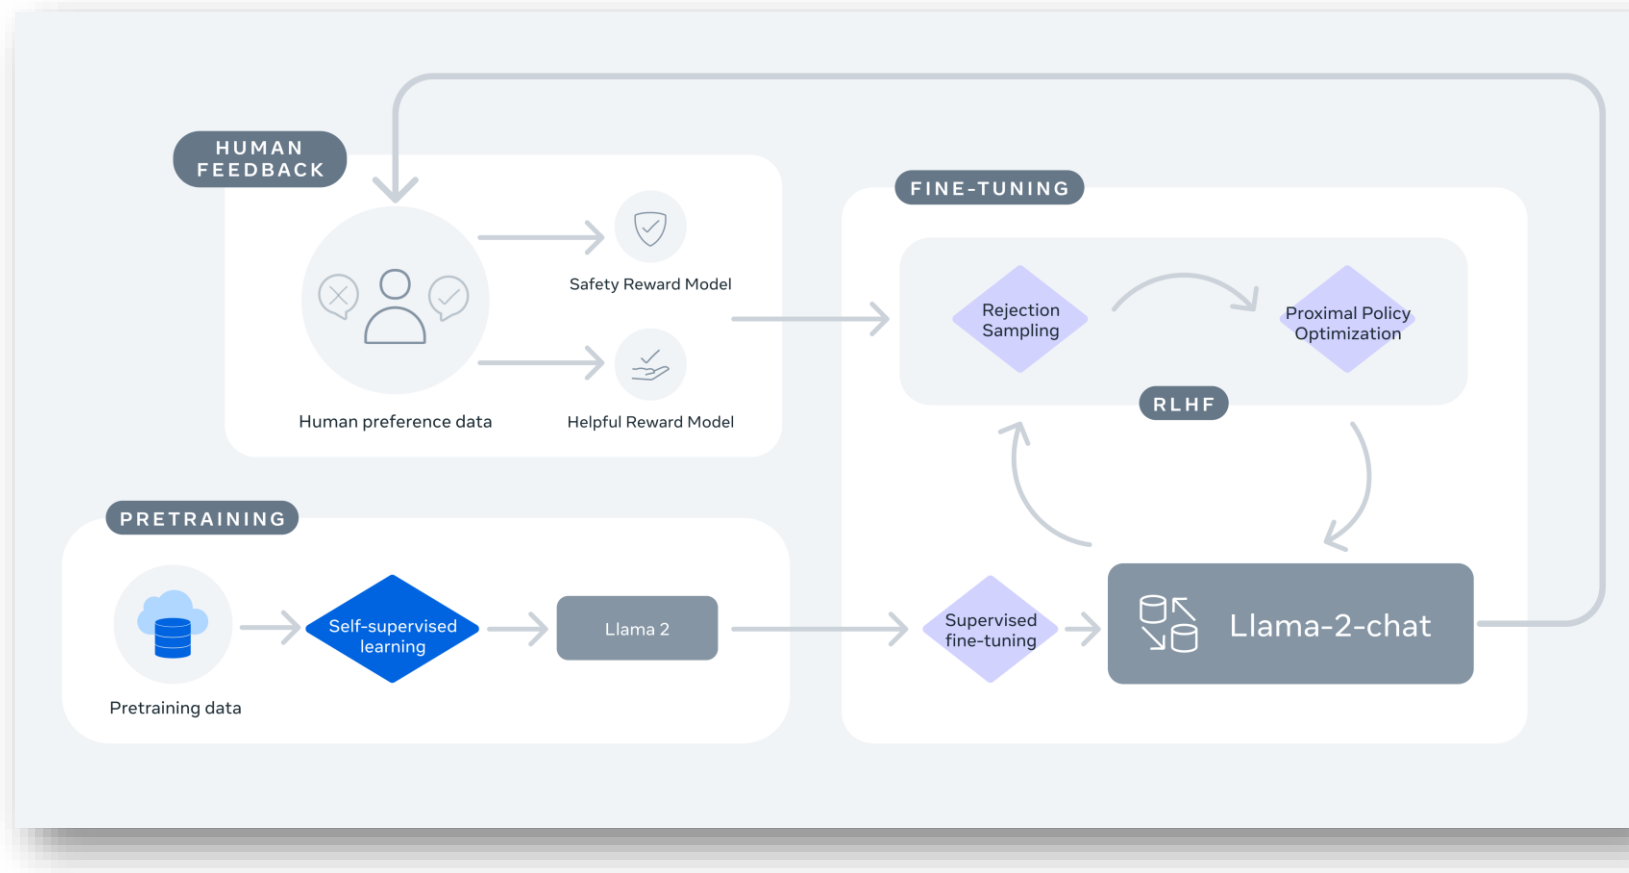 HUMAN
FEEDBACK
Safety Reward Model
Human preference data
Helpful Reward Model
FINE-TUNING
Rejection
Sampling
Proximal Policy
Optimization
RLHF
PRETRAINING
Pretraining data
Self-supervised
learning
Llama 2
Supervised
fine-tuning
Llama-2-chat